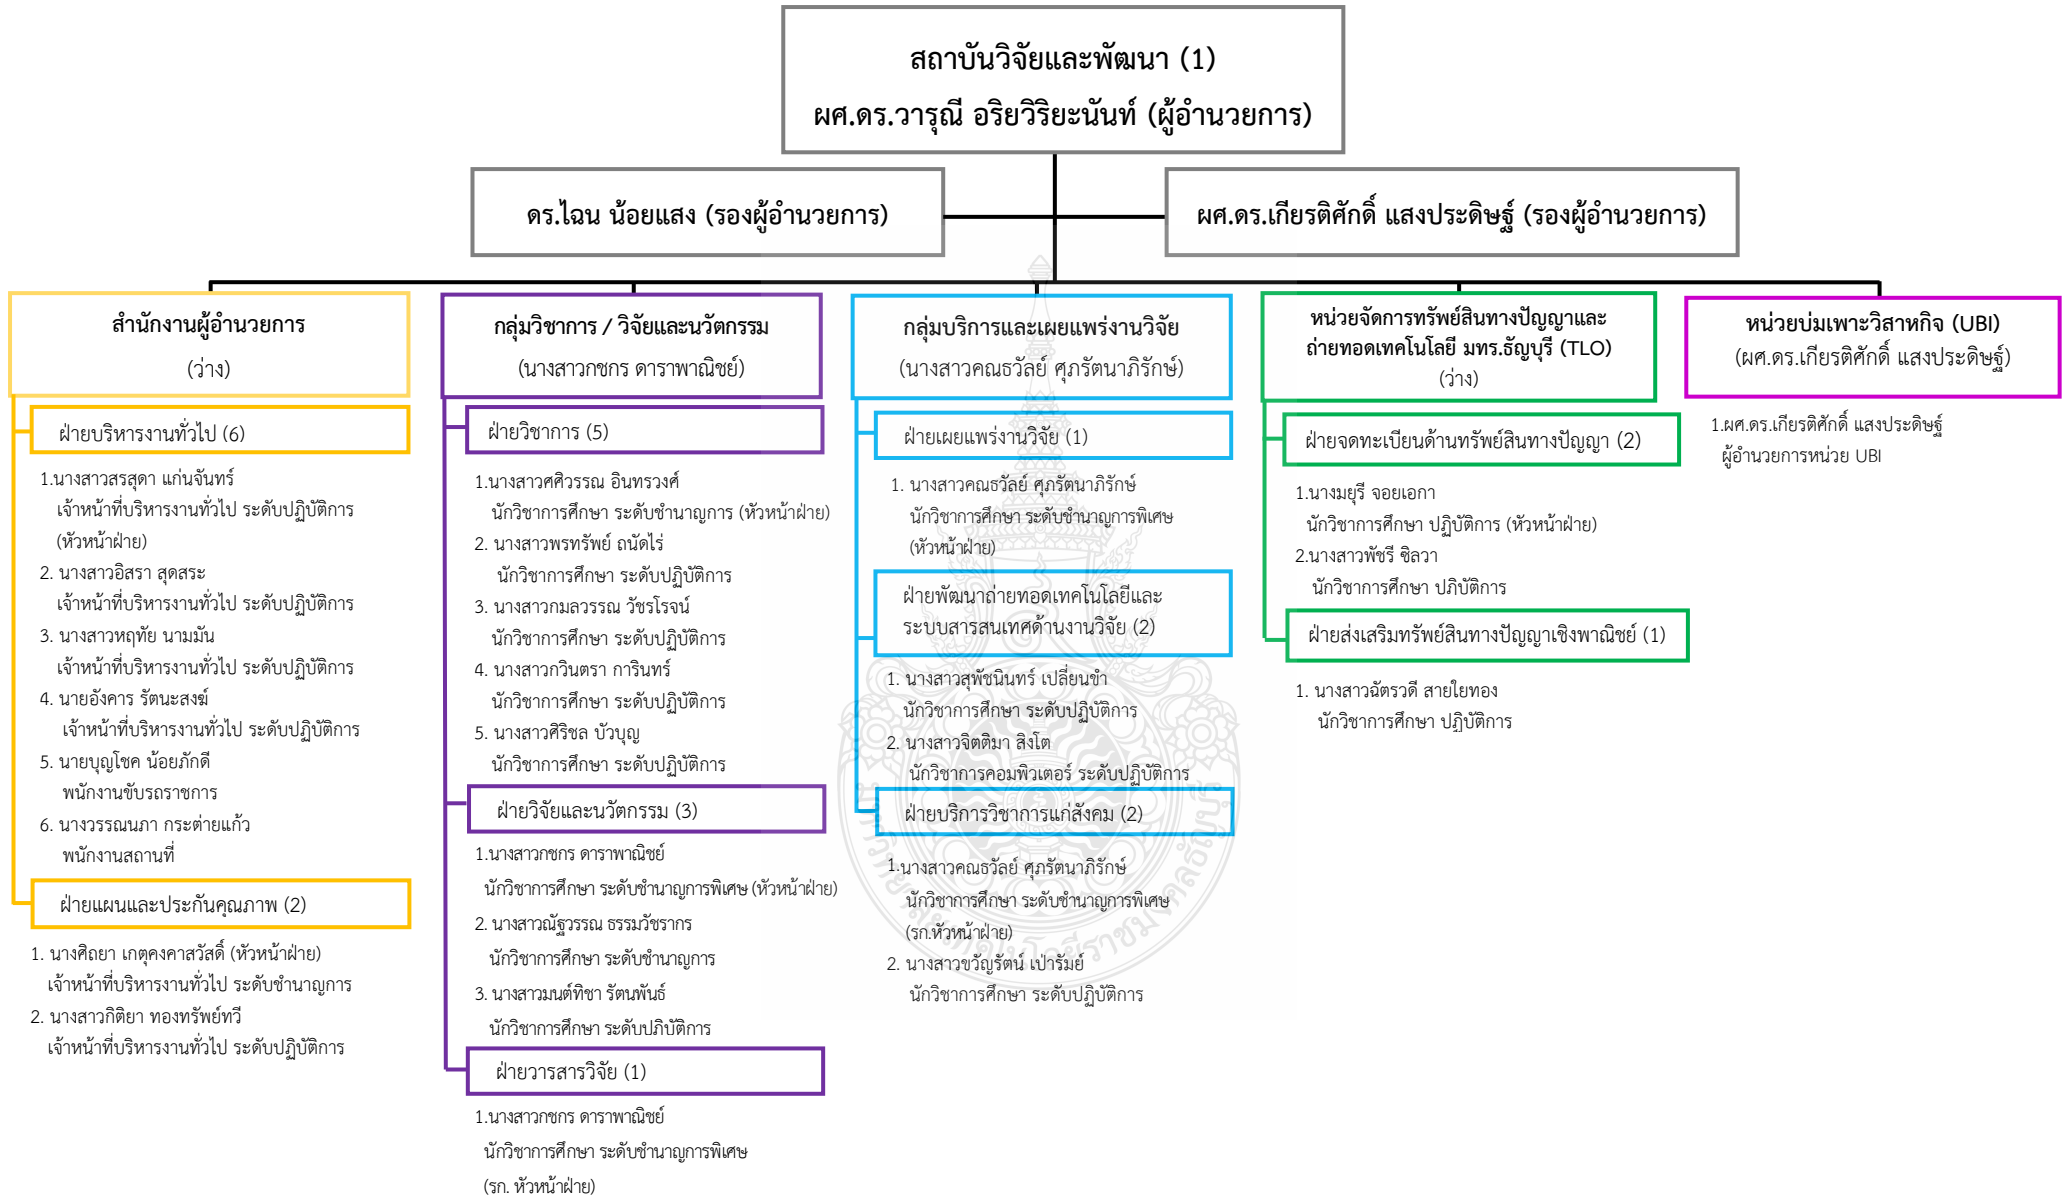 สถาบันวิจัยและพัฒนา (1)
ผศ.ดร.วารุณี อริยวิริยะนันท์ (ผู้อำนวยการ)
ดร.ไฉน น้อยแสง (รองผู้อำนวยการ)
ผศ.ดร.เกียรติศักดิ์ แสงประดิษฐ์ (รองผู้อำนวยการ)
สำนักงานผู้อำนวยการ
(ว่าง)
ฝ่ายบริหารงานทั่วไป (6)
1.นางสาวสรสุดา แก่นจันทร์
เจ้าหน้าที่บริหารงานทั่วไป ระดับปฏิบัติการ
(หัวหน้าฝ่าย)
2. นางสาวอิสรา สุดสระ
เจ้าหน้าที่บริหารงานทั่วไป ระดับปฏิบัติการ
3. นางสาวหฤทัย นามมัน
เจ้าหน้าที่บริหารงานทั่วไป ระดับปฏิบัติการ
4. นายอังคาร รัตนะสงฆ์
เจ้าหน้าที่บริหารงานทั่วไป ระดับปฏิบัติการ
5. นายบุญโชค น้อยภักดี
พนักงานขับรถราชการ
6. นางวรรณนภา กระต่ายแก้ว
พนักงานสถานที่
ฝ่ายแผนและประกันคุณภาพ (2)
1. นางศิถยา เกตุคงคาสวัสดิ์ (หัวหน้าฝ่าย)
เจ้าหน้าที่บริหารงานทั่วไป ระดับชำนาญการ
2. นางสาวกิติยา ทองทรัพย์ทวี
เจ้าหน้าที่บริหารงานทั่วไป ระดับปฏิบัติการ
กลุ่มวิชาการ / วิจัยและนวัตกรรม
(นางสาวกชกร ดาราพาณิชย์)
ฝ่ายวิชาการ (5)
1.นางสาวศศิวรรณ อินทรวงศ์
นักวิชาการศึกษา ระดับชำนาญการ (หัวหน้าฝ่าย)
2. นางสาวพรทรัพย์ ถนัดไร่
นักวิชาการศึกษา ระดับปฏิบัติการ
3. นางสาวกมลวรรณ วัชรโรจน์
นักวิชาการศึกษา ระดับปฏิบัติการ
4. นางสาวกวินตรา การินทร์
นักวิชาการศึกษา ระดับปฏิบัติการ
5. นางสาวศิริชล บัวบุญ
นักวิชาการศึกษา ระดับปฏิบัติการ
ฝ่ายวิจัยและนวัตกรรม (3)
1.นางสาวกชกร ดาราพาณิชย์
นักวิชาการศึกษา ระดับชำนาญการพิเศษ (หัวหน้าฝ่าย)
2. นางสาวณัฐวรรณ ธรรมวัชรากร
นักวิชาการศึกษา ระดับชำนาญการ
3. นางสาวมนต์ทิชา รัตนพันธ์
นักวิชาการศึกษา ระดับปภิบัติการ
ฝ่ายวารสารวิจัย (1)
1.นางสาวกชกร ดาราพาณิชย์
นักวิชาการศึกษา ระดับชำนาญการพิเศษ
(รก. หัวหน้าฝ่าย)
กลุ่มบริการและเผยแพร่งานวิจัย
(นางสาวคณธวัลย์ ศุภรัตนาภิรักษ์)
ฝ่ายเผยแพร่งานวิจัย (1)
1. นางสาวคณธวัลย์ ศุภรัตนาภิรักษ์
นักวิชาการศึกษา ระดับชำนาญการพิเศษ
(หัวหน้าฝ่าย)
ฝ่ายพัฒนาถ่ายทอดเทคโนโลยีและ
ระบบสารสนเทศด้านงานวิจัย (2)
1. นางสาวสุพัชนินทร์ เปลี่ยนขำ
นักวิชาการศึกษา ระดับปฏิบัติการ
2. นางสาวจิตติมา สิงโต
นักวิชาการคอมพิวเตอร์ ระดับปฏิบัติการ
ฝ่ายบริการวิชาการแก่สังคม (2)
1.นางสาวคณธวัลย์ ศุภรัตนาภิรักษ์
นักวิชาการศึกษา ระดับชำนาญการพิเศษ
(รก.หัวหน้าฝ่าย)
2. นางสาวขวัญรัตน์ เป่ารัมย์
นักวิชาการศึกษา ระดับปฏิบัติการ
หน่วยจัดการทรัพย์สินทางปัญญาและ
ถ่ายทอดเทคโนโลยี มทร.ธัญบุรี (TLO)
(ว่าง)
ฝ่ายจดทะเบียนด้านทรัพย์สินทางปัญญา (2)
1.นางมยุรี จอยเอกา
นักวิชาการศึกษา ปฏิบัติการ (หัวหน้าฝ่าย)
2.นางสาวพัชรี ซิลวา
นักวิชาการศึกษา ปภิบัติการ
ฝ่ายส่งเสริมทรัพย์สินทางปัญญาเชิงพาณิชย์ (1)
1. นางสาวฉัตรวดี สายใยทอง
นักวิชาการศึกษา ปฏิบัติการ
หน่วยบ่มเพาะวิสาหกิจ (UBI)
(ผศ.ดร.เกียรติศักดิ์ แสงประดิษฐ์)
1.ผศ.ดร.เกียรติศักดิ์ แสงประดิษฐ์
ผู้อำนวยการหน่วย UBI